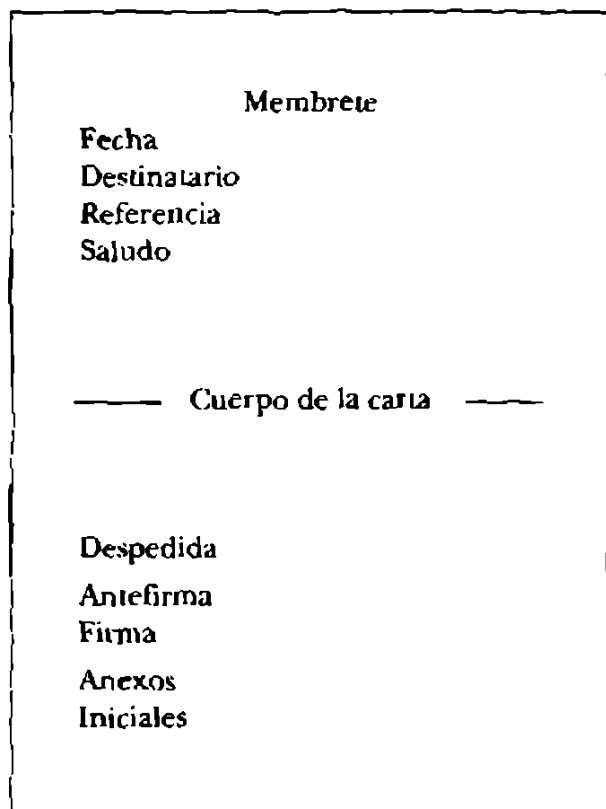 Membrete
Fecha
Destinatario
Referencia
Saludo
Cuerpo de la carta
Despedida
Antefirma
Firma
Anexos
Iniciales